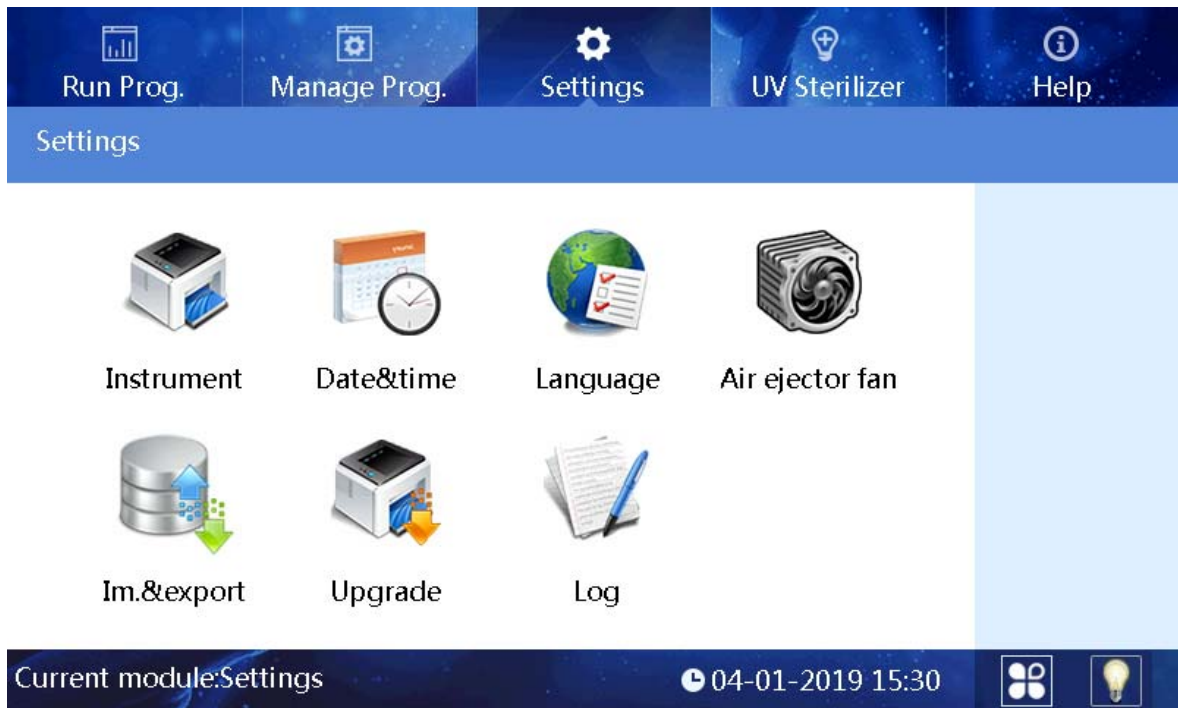 Run Prog.
Manage Prog.
Settings
UV Sterilizer
Help
Settings
Instrument
Date&time
Language
Air ejector fan
Im.&export
Upgrade
Log
Current module:Settings
04-01-2019 15:30